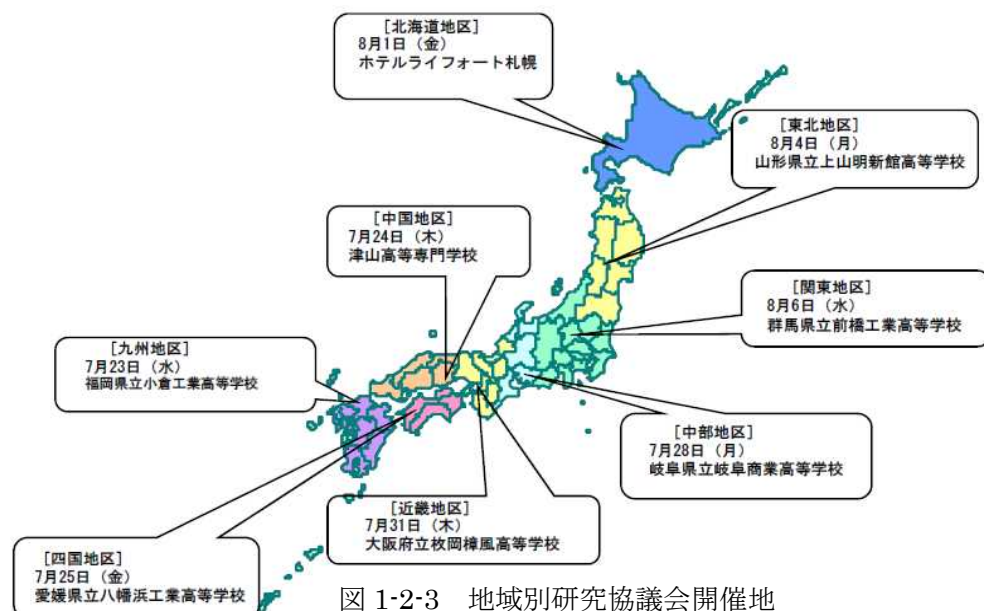 [北海道地区]
8月1日（金）
ホテルライフォート札幌
[東北地区]
8月4日（月）
山形県立上山明新館高等学校
[中国地区]
7月24日（木）
津山高等専門学校
[関東地区]
8月6日（水）
群馬県立前橋工業高等学校
[九州地区]
7月23日（水）
福岡県立小倉工業高等学校
[中部地区]
7月28日（月）
岐阜県立岐阜商業高等学校
[近畿地区]
7月31日（木）
大阪府立枚岡樟風高等学校
[四国地区]
7月25日（金）
愛媛県立八幡浜工業高等学校
図 1-2-3　地域別研究協議会開催地